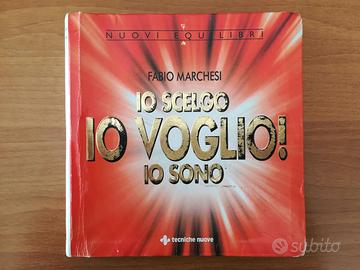 NUOVI EQUILIBRI
FABIO MARCHESI
IO SCELGO
IO VOGLIO!
IO SONO
tecniche nuove
subito